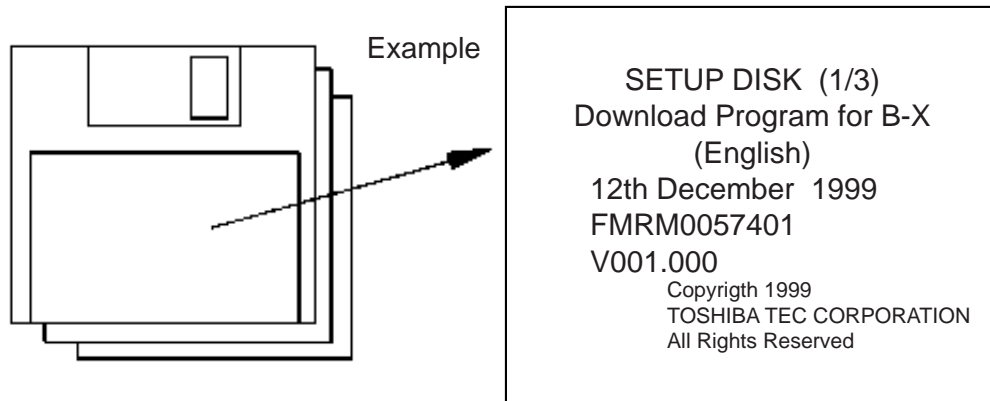 Example
SETUP DISK (1/3)
Download Program for B-X
(English)
12th December 1999
FMRM0057401
V001.000
Copyrigth 1999
TOSHIBA TEC CORPORATION
All Rights Reserved